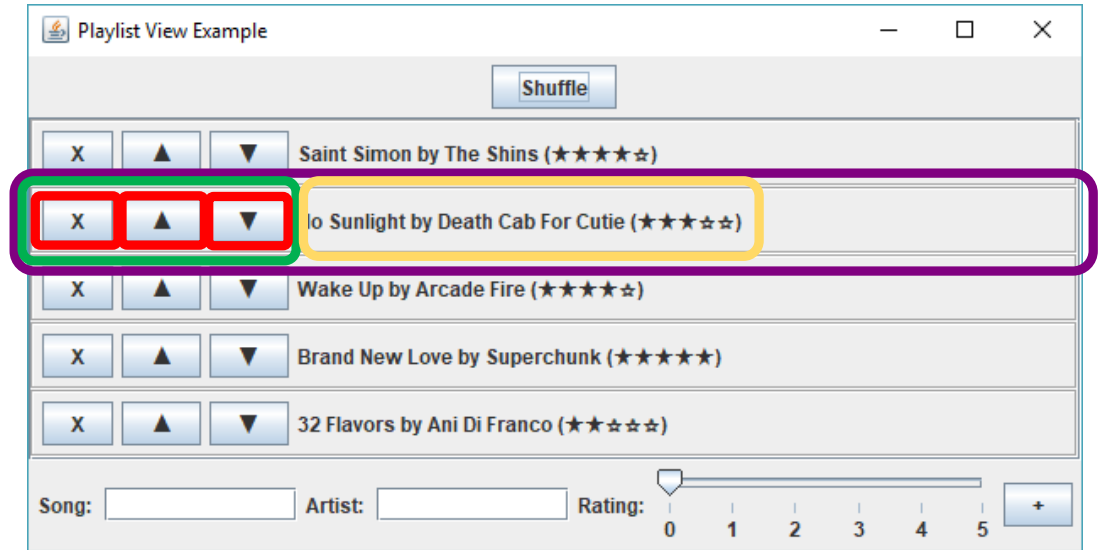 Playlist View Example
Shuffle
X ▲ ▼ Saint Simon by The Shins (★★★★☆)
X ▲ ▼ No Sunlight by Death Cab For Cutie (★★★☆☆)
X ▲ ▼ Wake Up by Arcade Fire (★★★★☆)
X ▲ ▼ Brand New Love by Superchunk (★★★★★)
X ▲ ▼ 32 Flavors by Ani Di Franco (★★☆☆☆)
Song: Artist: Rating: +
0 1 2 3 4 5